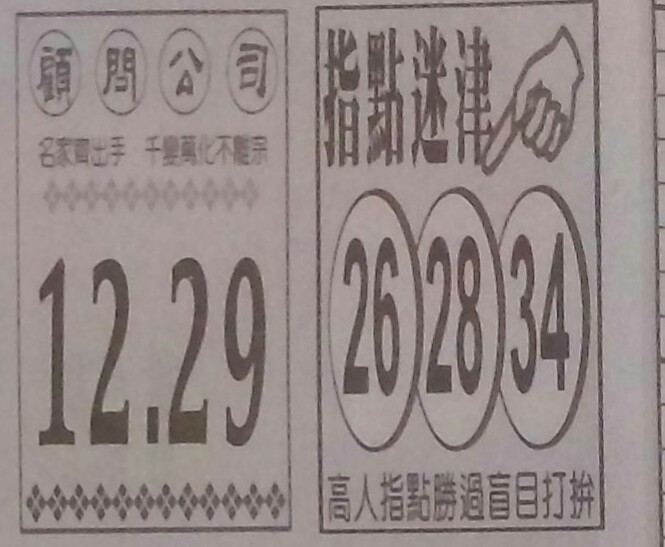 顧問公司
名家齊出手 千變萬化不離宗
12.29
指點迷津
26 28 34
高人指點勝過盲目打拚